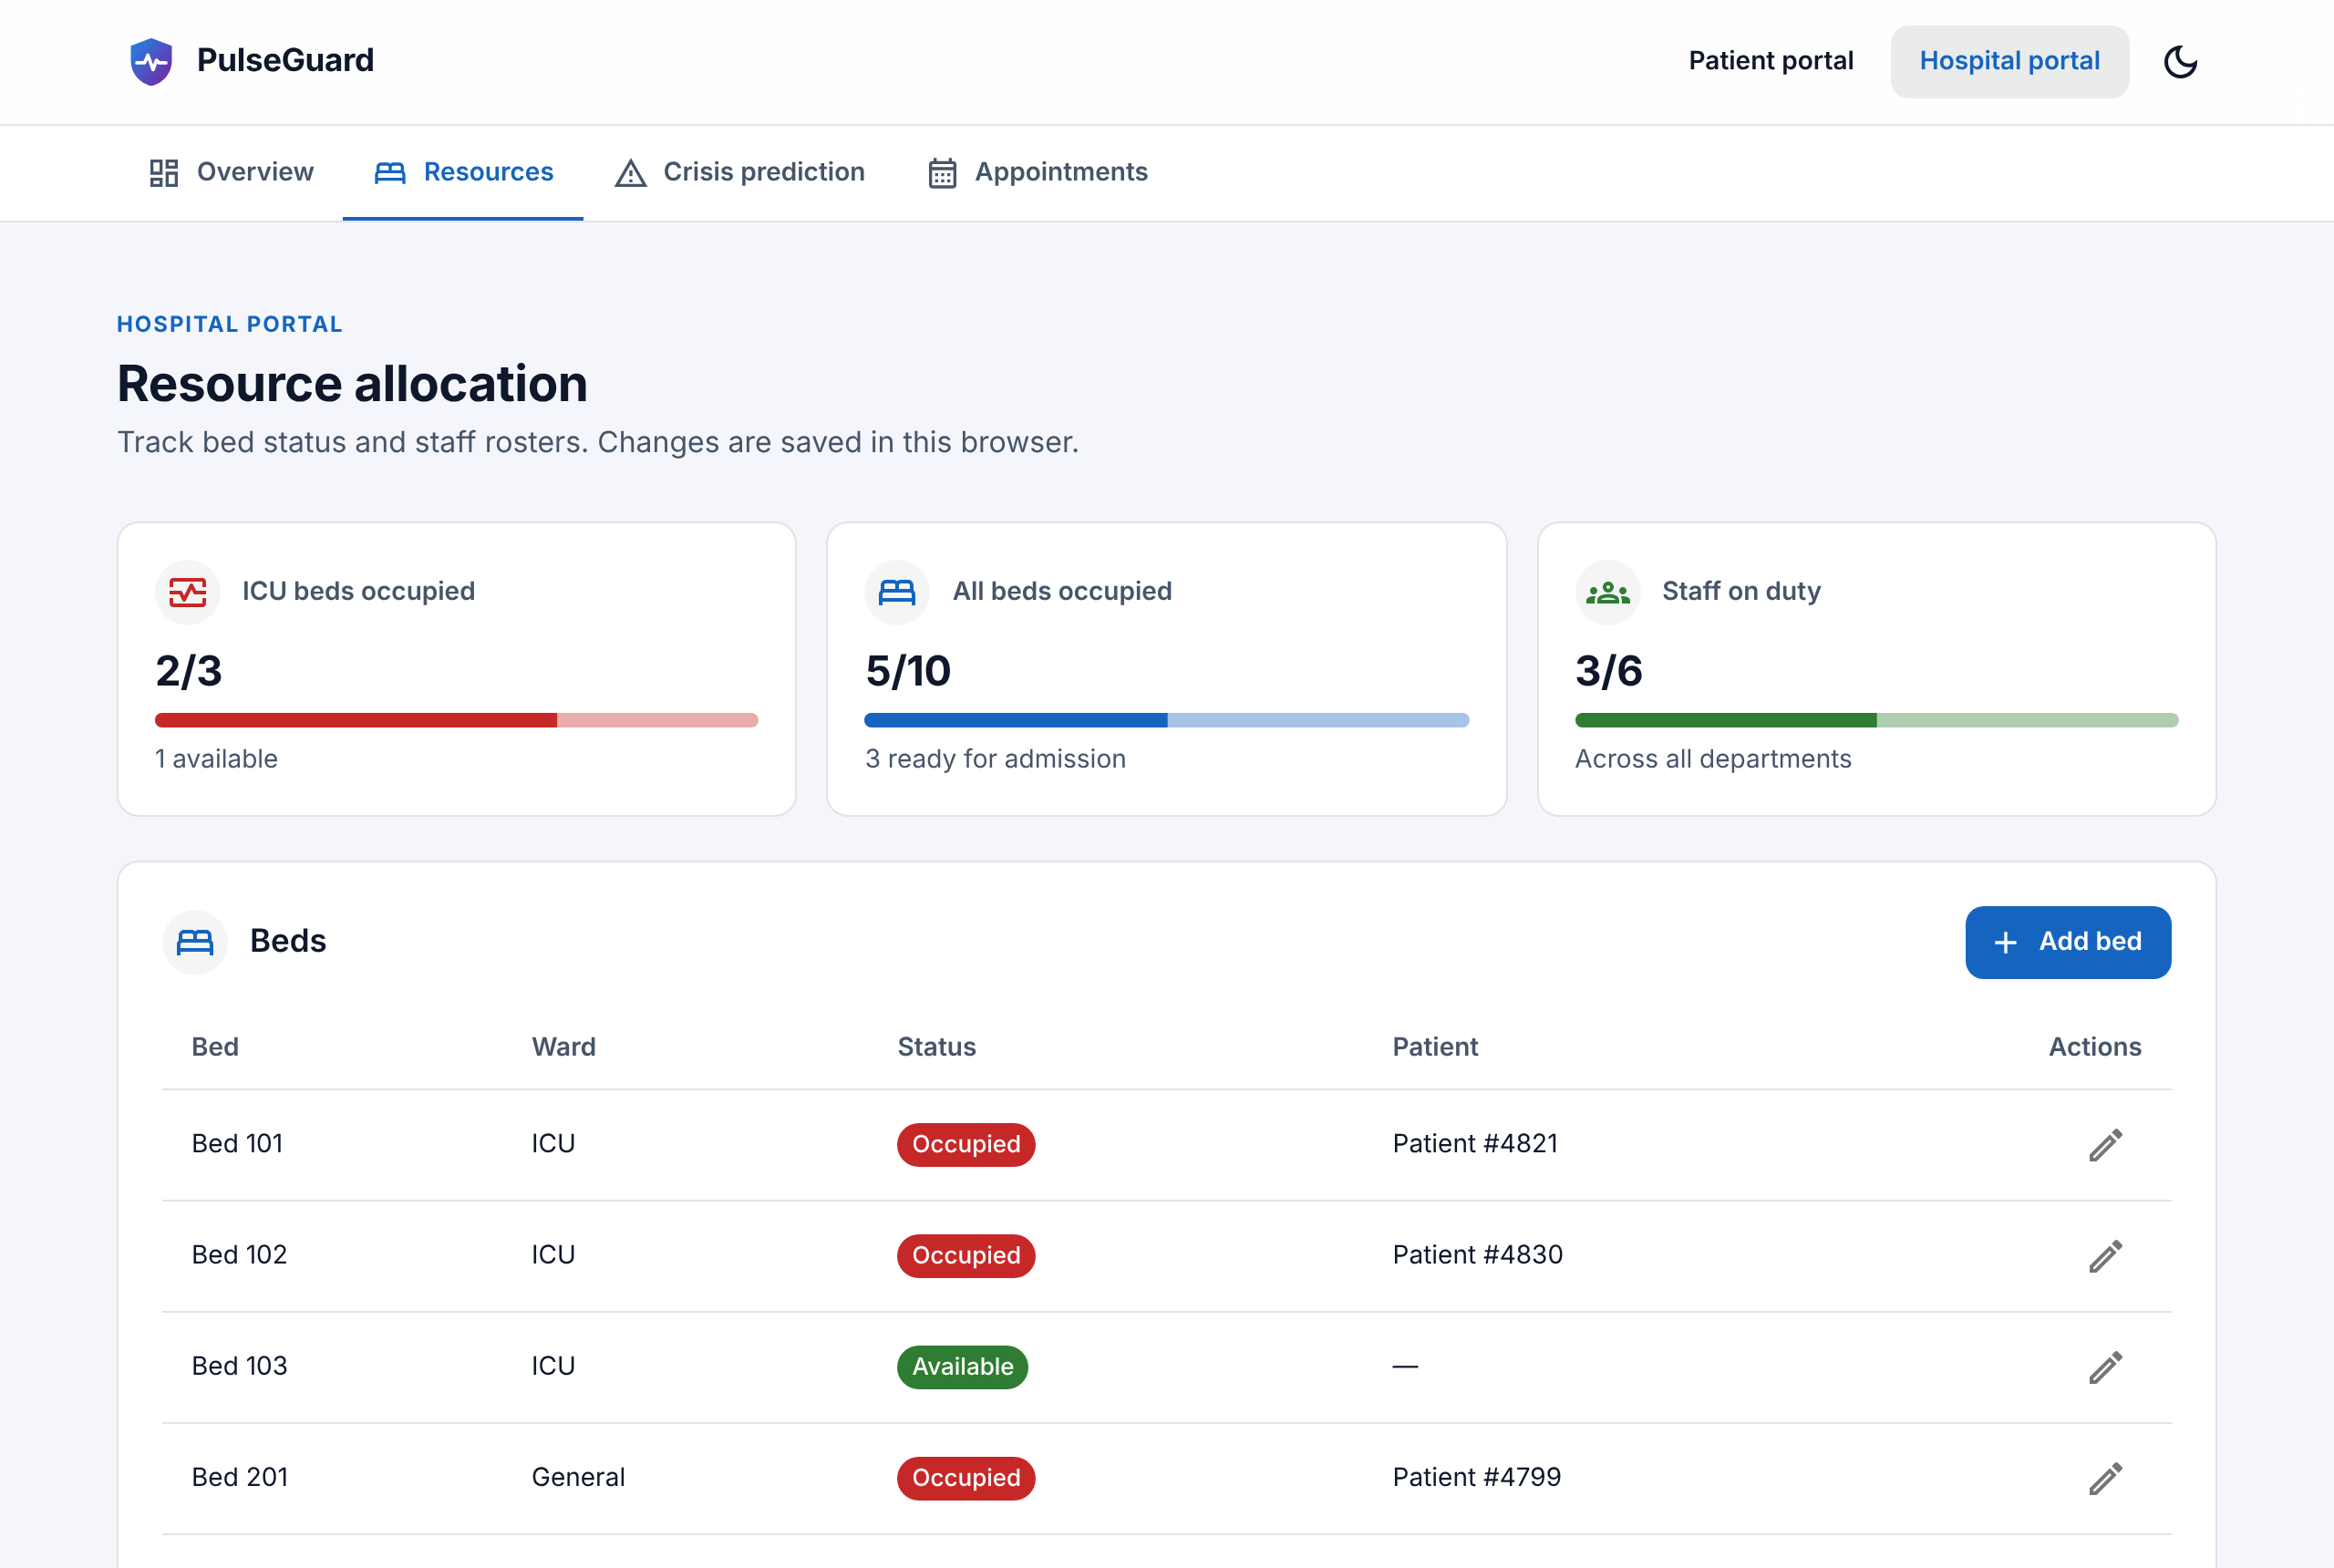 PulseGuard
Patient portal
Hospital portal
Overview
Resources
Crisis prediction
Appointments
HOSPITAL PORTAL
Resource allocation
Track bed status and staff rosters. Changes are saved in this browser.
ICU beds occupied
2/3
1 available
All beds occupied
5/10
3 ready for admission
Staff on duty
3/6
Across all departments
Beds
Add bed
Bed Ward Status Patient Actions
Bed 101 ICU Occupied Patient #4821
Bed 102 ICU Occupied Patient #4830
Bed 103 ICU Available —
Bed 201 General Occupied Patient #4799